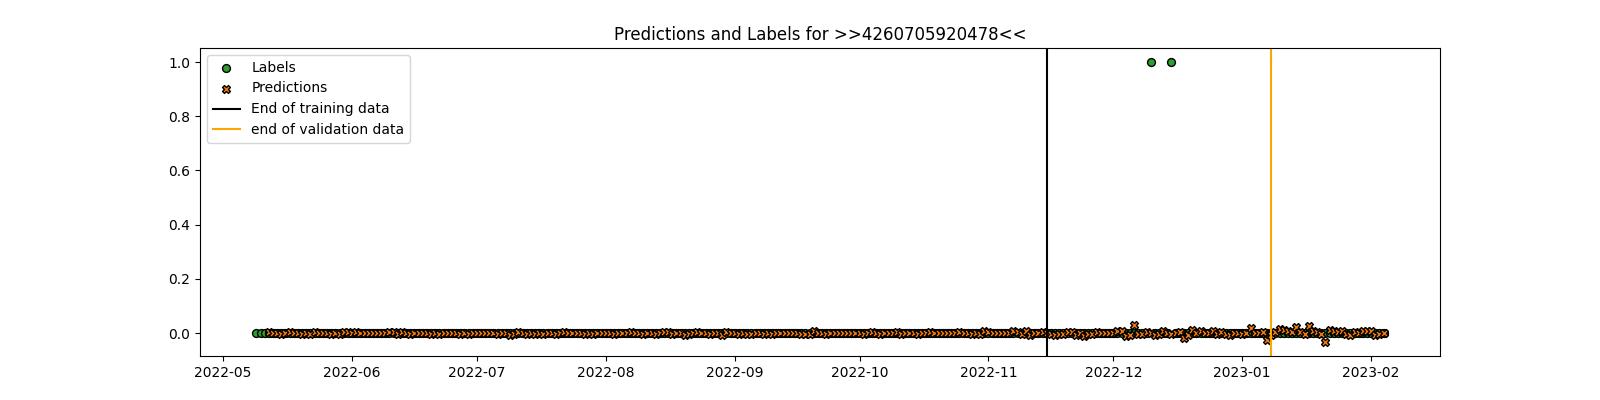 Predictions and Labels for >>4260705920478<<
Labels
Predictions
End of training data
end of validation data
1.0
0.8
0.6
0.4
0.2
0.0
2022-05 2022-06 2022-07 2022-08 2022-09 2022-10 2022-11 2022-12 2023-01 2023-02